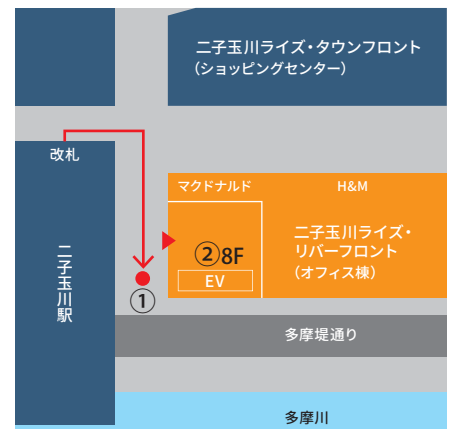 二子玉川ライズ・タウンフロント
（ショッピングセンター）
改札
マクドナルド
H&M
二子玉川ライズ・
リバーフロント
（オフィス棟）
②8F
EV
二子玉川駅
①
多摩堤通り
多摩川